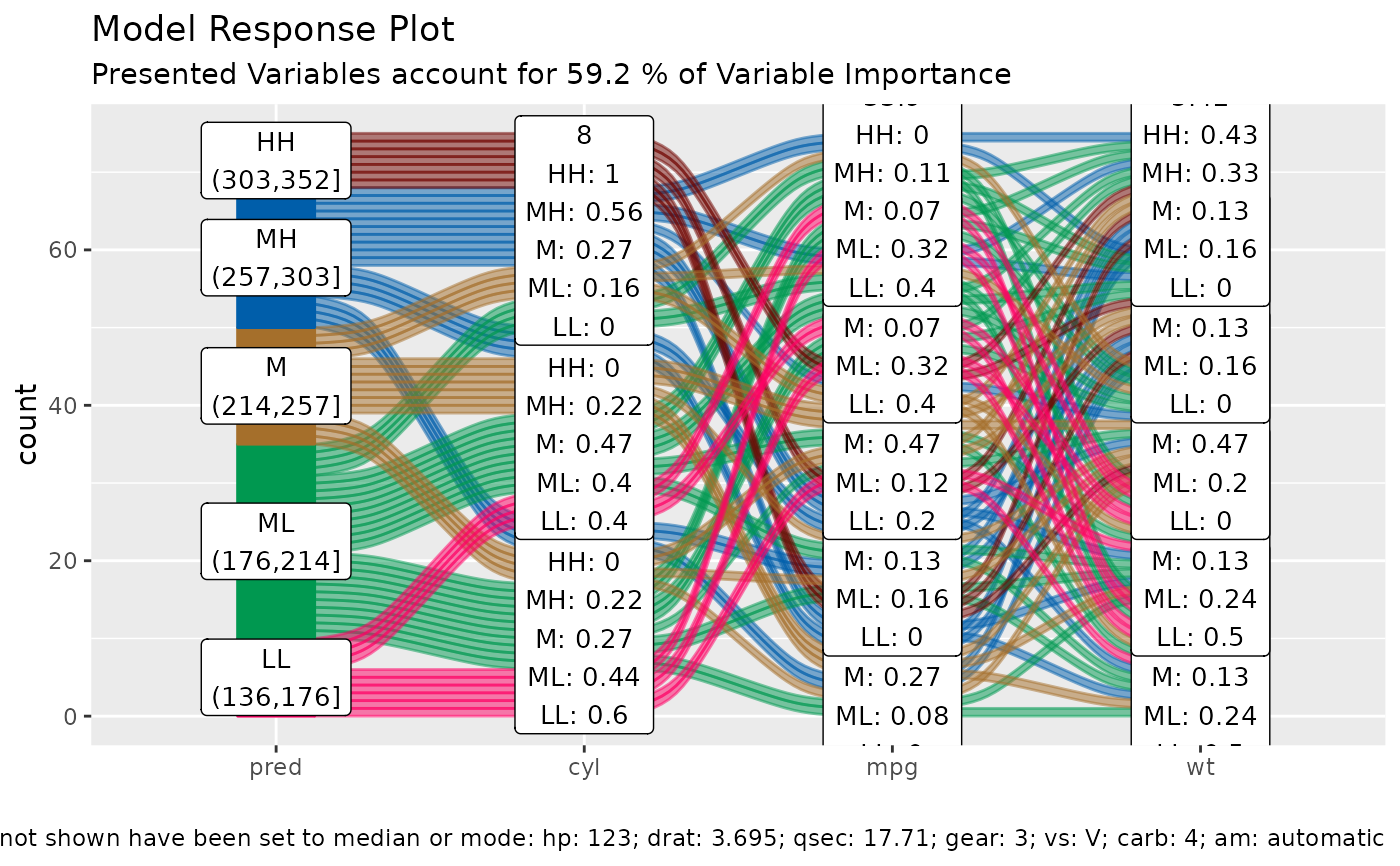 Model Response Plot
Presented Variables account for 59.2 % of Variable Importance
count
60
40
20
0
HH
(303,352]
MH
(257,303]
M
(214,257]
ML
(176,214]
LL
(136,176]
8
HH: 1
MH: 0.56
M: 0.27
ML: 0.16
LL: 0
HH: 0
MH: 0.22
M: 0.47
ML: 0.4
LL: 0.4
HH: 0
MH: 0.22
M: 0.27
ML: 0.44
LL: 0.6
HH: 0
MH: 0.11
M: 0.07
ML: 0.32
LL: 0.4
M: 0.07
ML: 0.32
LL: 0.4
M: 0.47
ML: 0.12
LL: 0.2
M: 0.13
ML: 0.16
LL: 0
M: 0.27
ML: 0.08
HH: 0.43
MH: 0.33
M: 0.13
ML: 0.16
LL: 0
M: 0.13
ML: 0.16
LL: 0
M: 0.47
ML: 0.2
LL: 0
M: 0.13
ML: 0.24
LL: 0.5
M: 0.13
ML: 0.24
pred
cyl
mpg
wt
not shown have been set to median or mode: hp: 123; drat: 3.695; qsec: 17.71; gear: 3; vs: V; carb: 4; am: automatic